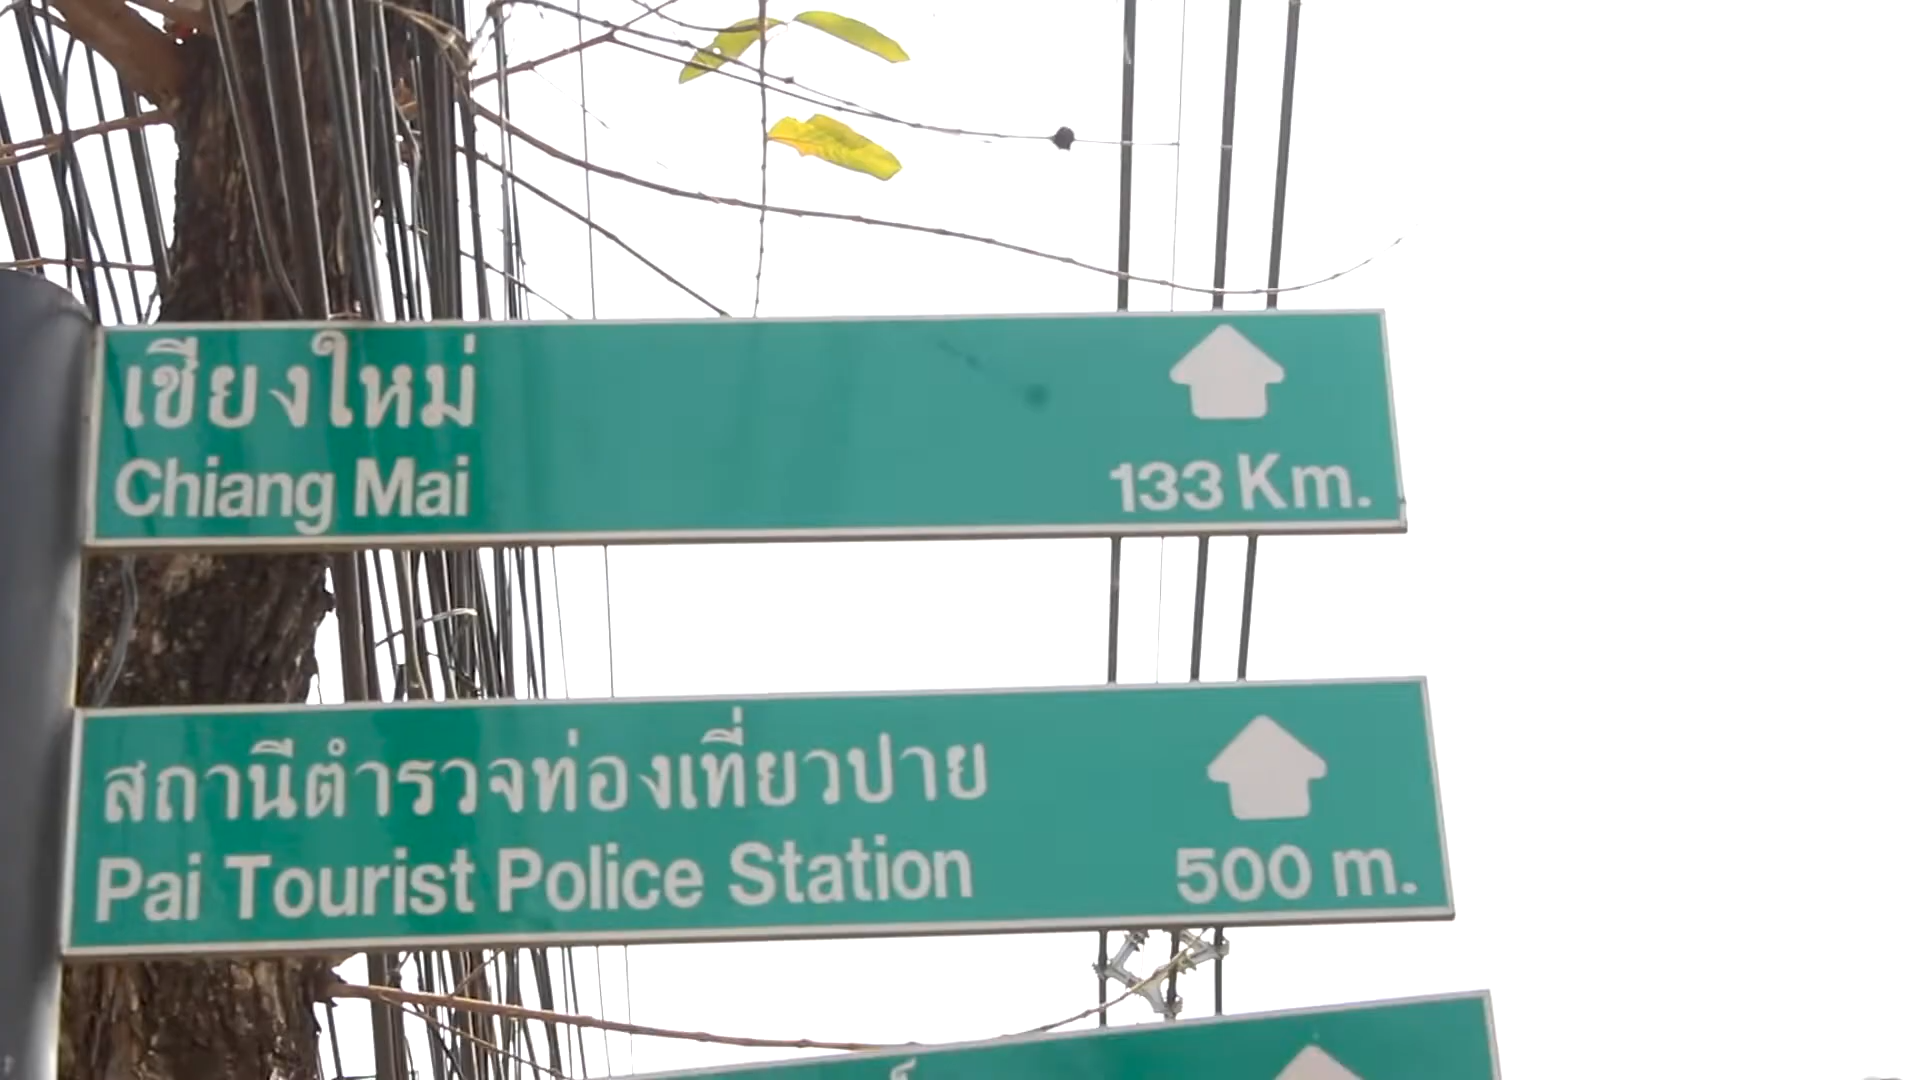 เชียงใหม่
Chiang Mai
133 Km.
สถานีตำรวจท่องเที่ยวปาย
Pai Tourist Police Station
500 m.